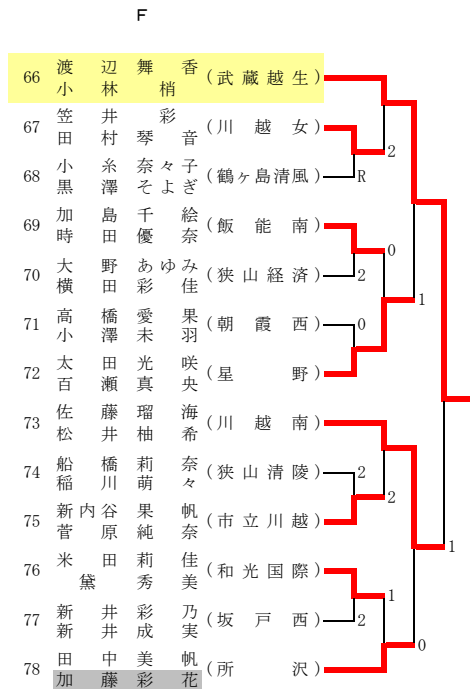 F
66 渡辺舞香 (武蔵越生)
小林梢
67 笠井彩 (川越女)
田村琴音
2
68 小糸奈々子 (鶴ヶ島清風) R
黒澤そよぎ
69 加島千絵 (飯能南)
時田優奈
0
70 大野あゆみ (狭山経済) 2
横田彩佳
1
71 高橋愛果 (朝霞西) 0
小澤未羽
72 太田光咲 (星野)
百瀬真央
73 佐藤瑠海 (川越南)
松井柚希
74 船橋莉奈 (狭山清陵) 2
稲川萌々
2
75 新内谷果帆 (市立川越)
菅原純奈
1
76 米田莉佳 (和光国際)
黛秀美
1
77 新井彩乃 (坂戸西) 2
新井成実
0
78 田中美帆 (所沢)
加藤彩花